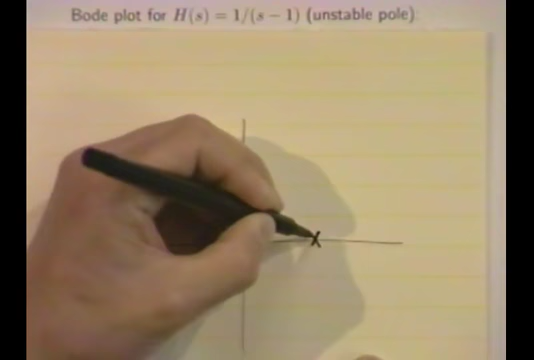 Bode plot for H(s) = 1/(s − 1) (unstable pole)